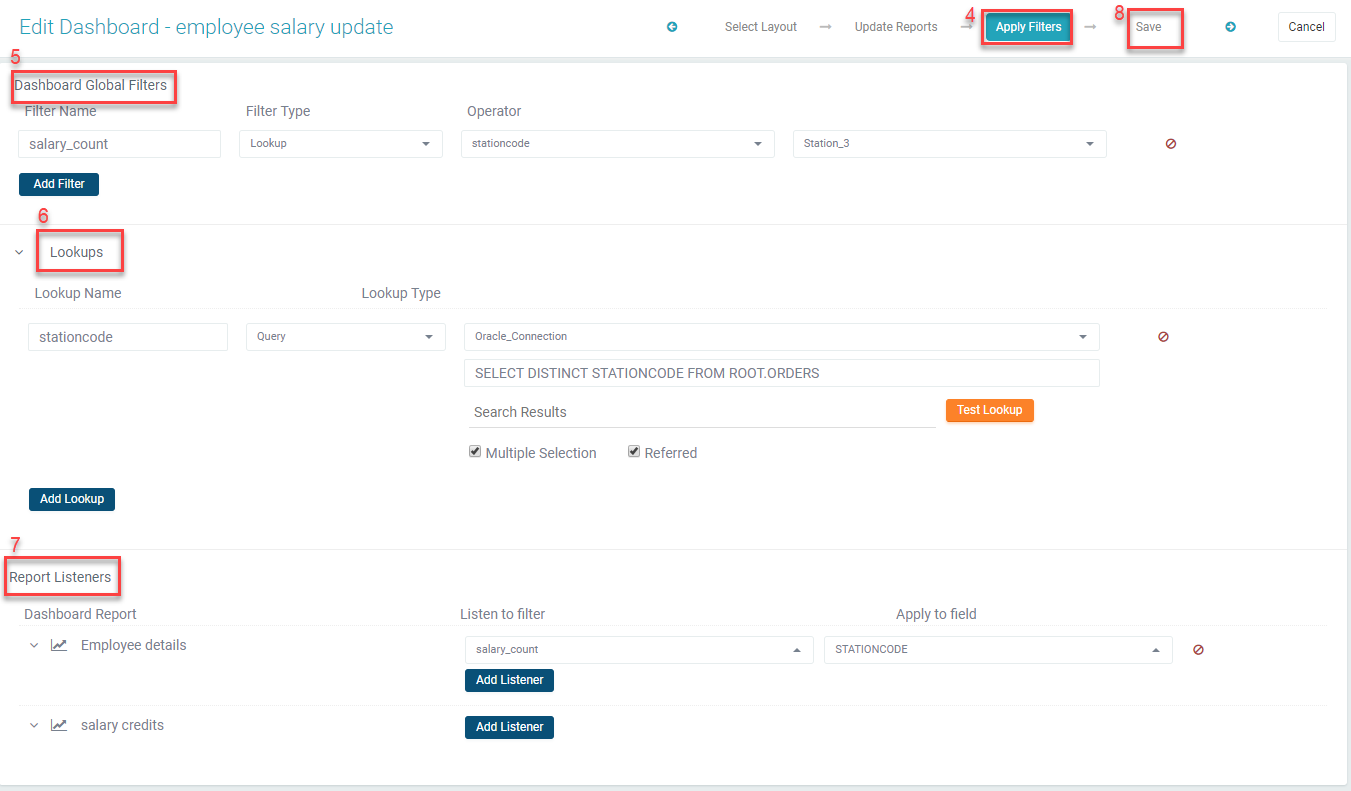 Edit Dashboard - employee salary update
Select Layout
Update Reports
4
Apply Filters
8
Save
Cancel
5
Dashboard Global Filters
Filter Name Filter Type Operator
salary_count Lookup stationcode Station_3
Add Filter
6
Lookups
Lookup Name Lookup Type
stationcode Query Oracle_Connection
SELECT DISTINCT STATIONCODE FROM ROOT.ORDERS
Search Results Test Lookup
Multiple Selection Referred
Add Lookup
7
Report Listeners
Dashboard Report Listen to filter Apply to field
Employee details salary_count STATIONCODE
Add Listener
salary credits Add Listener